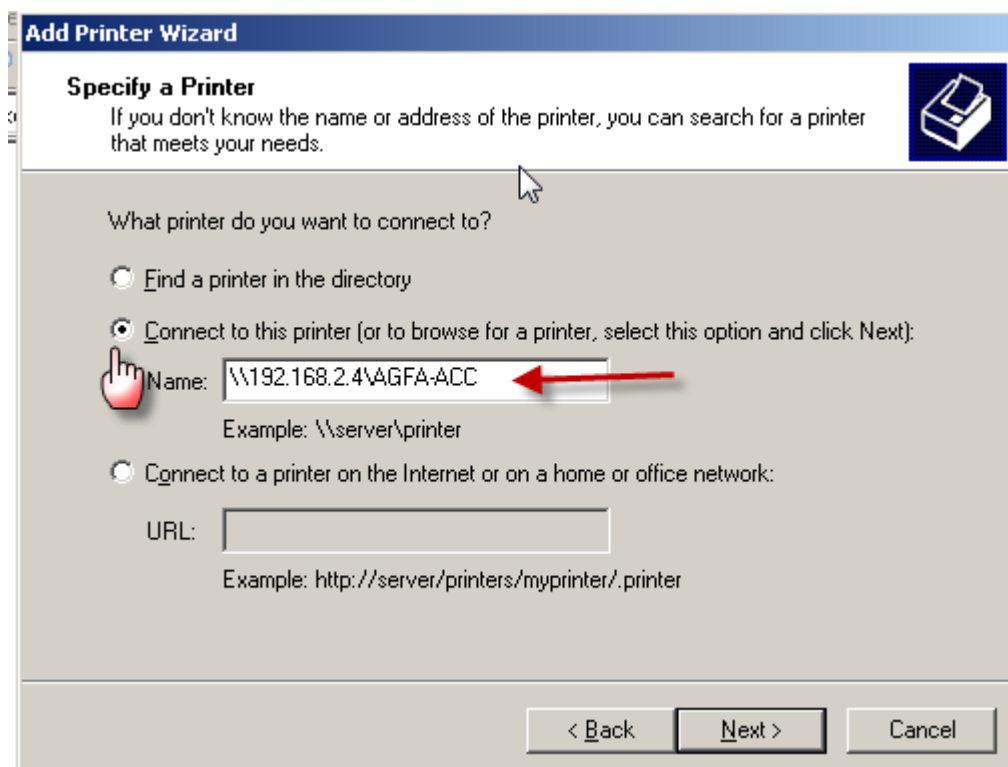 Add Printer Wizard
Specify a Printer
If you don't know the name or address of the printer, you can search for a printer
that meets your needs.
What printer do you want to connect to?
Find a printer in the directory
Connect to this printer (or to browse for a printer, select this option and click Next):
Name: \\192.168.2.4\AGFA-ACC
Example: \\server\printer
Connect to a printer on the Internet or on a home or office network:
URL:
Example: http://server/printers/myprinter/.printer
< Back Next > Cancel